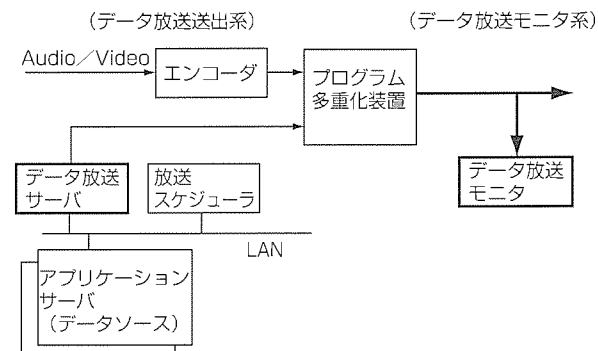 (データ放送送出系)
(データ放送モニタ系)
Audio/Video
エンコーダ
プログラム
多重化装置
データ放送
サーバ
放送
スケジューラ
データ放送
モニタ
LAN
アプリケーション
サーバ
(データソース)